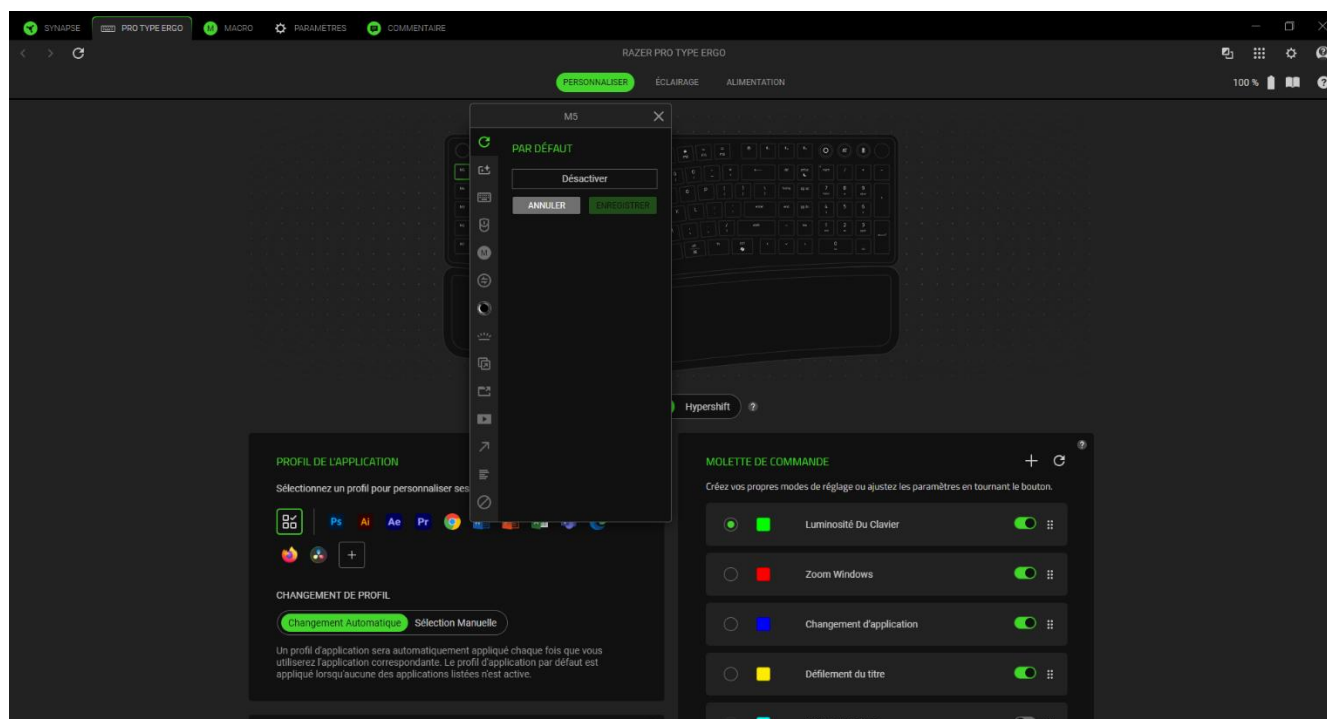 SYNAPSE PRO TYPE ERGO MACRO PARAMÈTRES COMMENTAIRE
RAZER PRO TYPE ERGO
PERSONNALISER ÉCLAIRAGE ALIMENTATION
100 %
M5
PAR DÉFAUT
Désactiver
ANNULER ENREGISTRER
Hypershift
PROFIL DE L'APPLICATION
Sélectionnez un profil pour personnaliser ses
Ps Ai Ae Pr
CHANGEMENT DE PROFIL
Changement Automatique Sélection Manuelle
Un profil d'application sera automatiquement appliqué chaque fois que vous
utiliserez l'application correspondante. Le profil d'application par défaut est
appliqué lorsqu'aucune des applications listées n'est active.
MOLETTE DE COMMANDE
Créez vos propres modes de réglage ou ajustez les paramètres en tournant le bouton.
Luminosité Du Clavier
Zoom Windows
Changement d'application
Défilement du titre